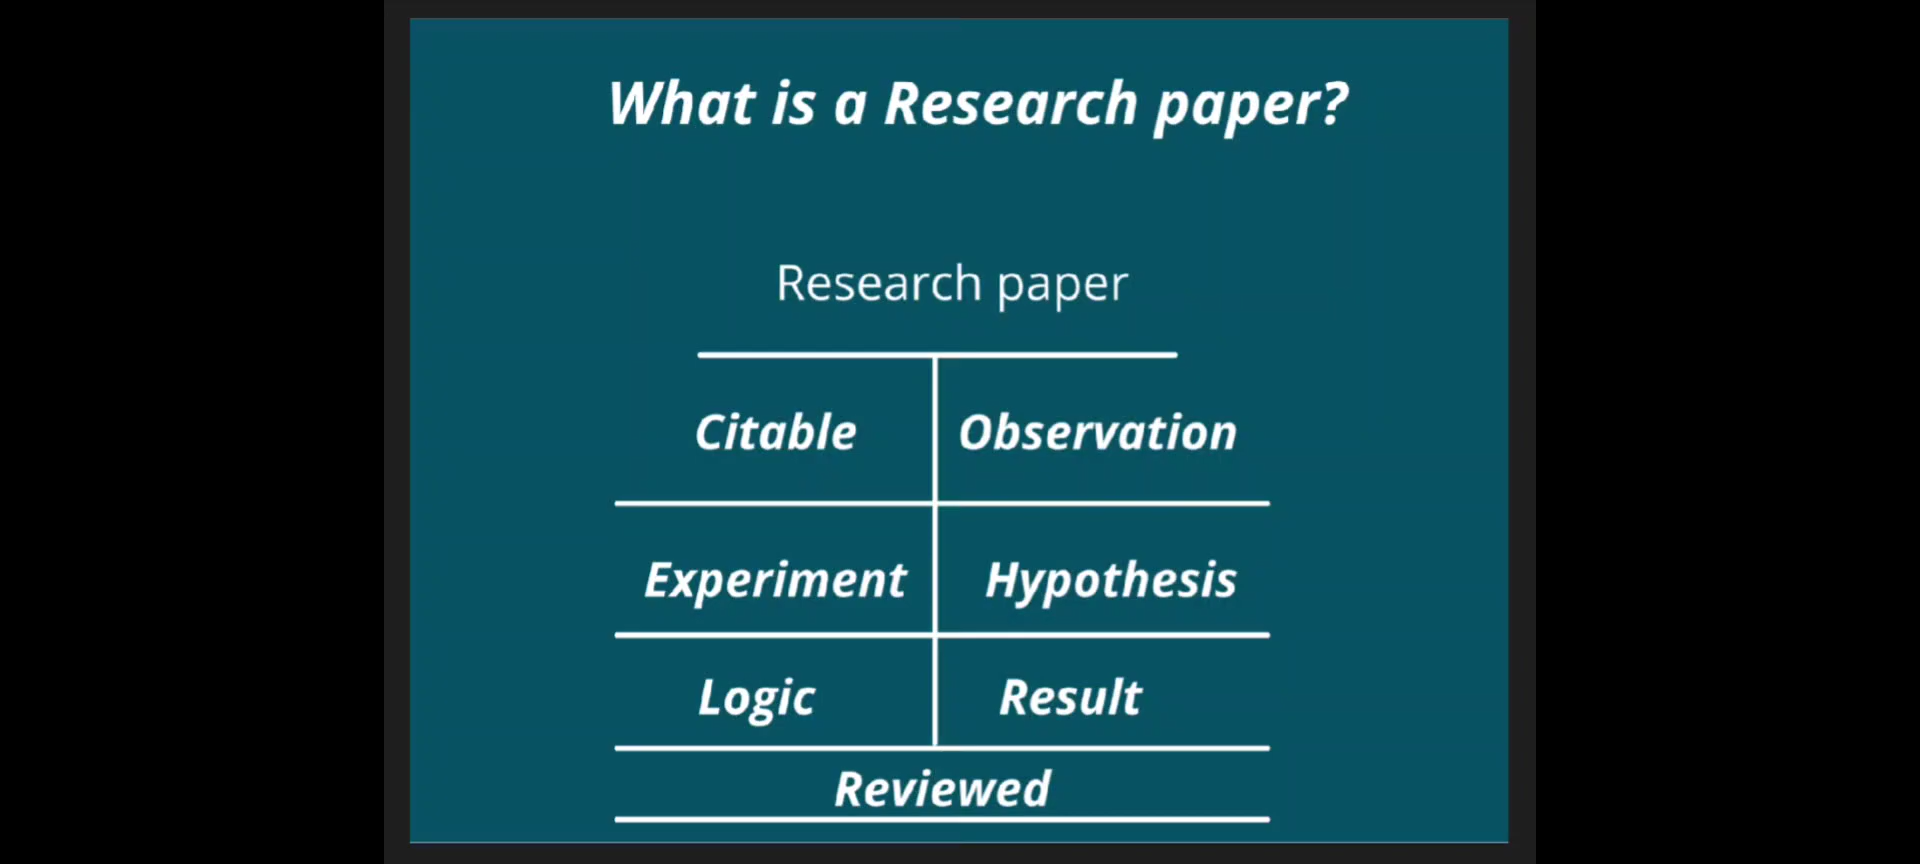 What is a Research paper?
Research paper
Citable Observation
Experiment Hypothesis
Logic Result
Reviewed